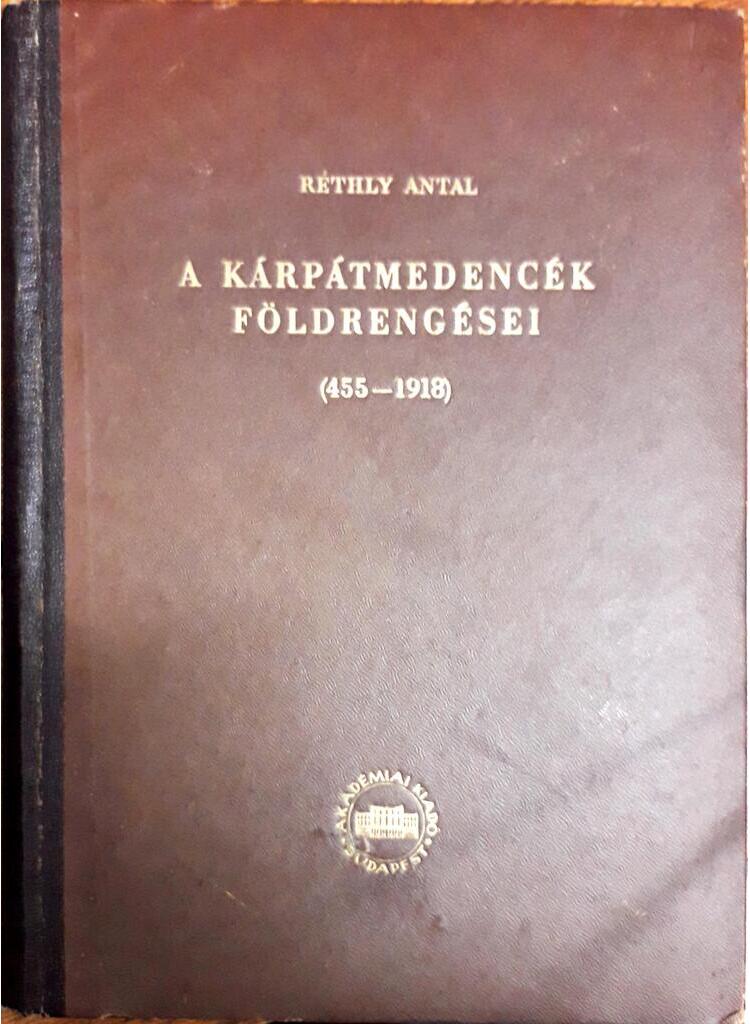 RÉTHLY ANTAL
A KÁRPÁTMEDENCÉK
FÖLDRENGÉSEI
(455—1918)
AKADÉMIAI KIADÓ
BUDAPEST